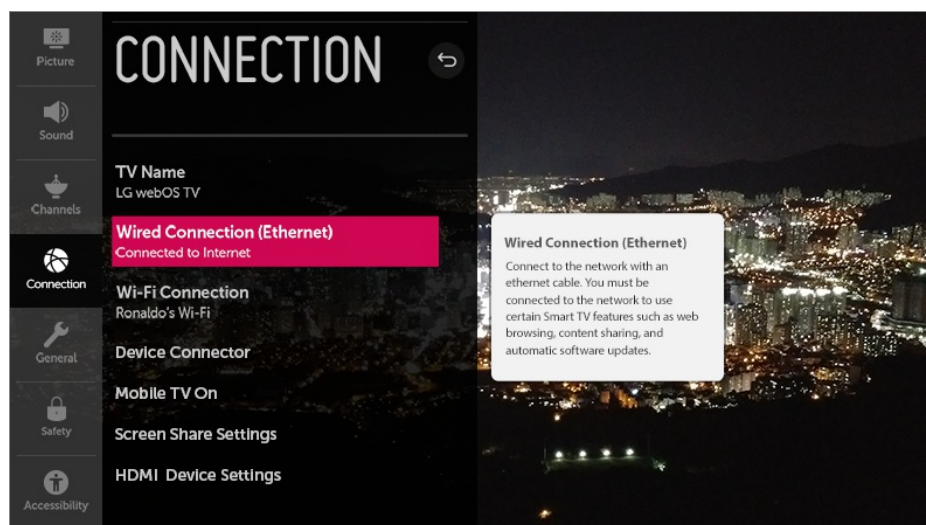 Picture
Sound
Channels
Connection
General
Safety
Accessibility
CONNECTION
TV Name
LG webOS TV
Wired Connection (Ethernet)
Connected to Internet
Wi-Fi Connection
Ronaldo's Wi-Fi
Device Connector
Mobile TV On
Screen Share Settings
HDMI Device Settings
Wired Connection (Ethernet)
Connect to the network with an
ethernet cable. You must be
connected to the network to use
certain Smart TV features such as web
browsing, content sharing, and
automatic software updates.